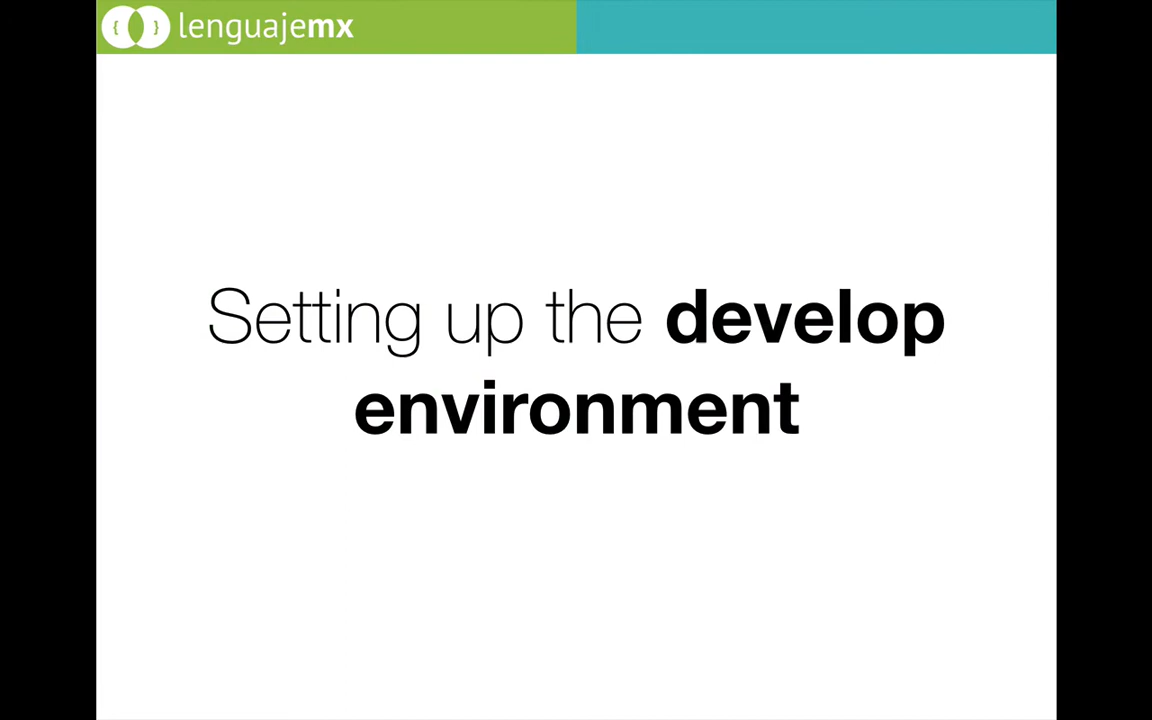 { } lenguajemx
Setting up the develop
environment